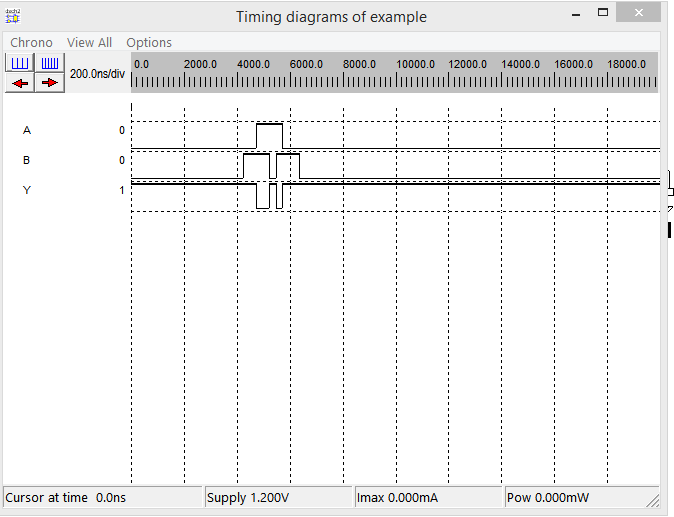 dsch2
Timing diagrams of example
Chrono View All Options
200.0ns/div
0.0 2000.0 4000.0 6000.0 8000.0 10000.0 12000.0 14000.0 16000.0 18000.0
A 0
B 0
Y 1
Cursor at time 0.0ns Supply 1.200V Imax 0.000mA Pow 0.000mW